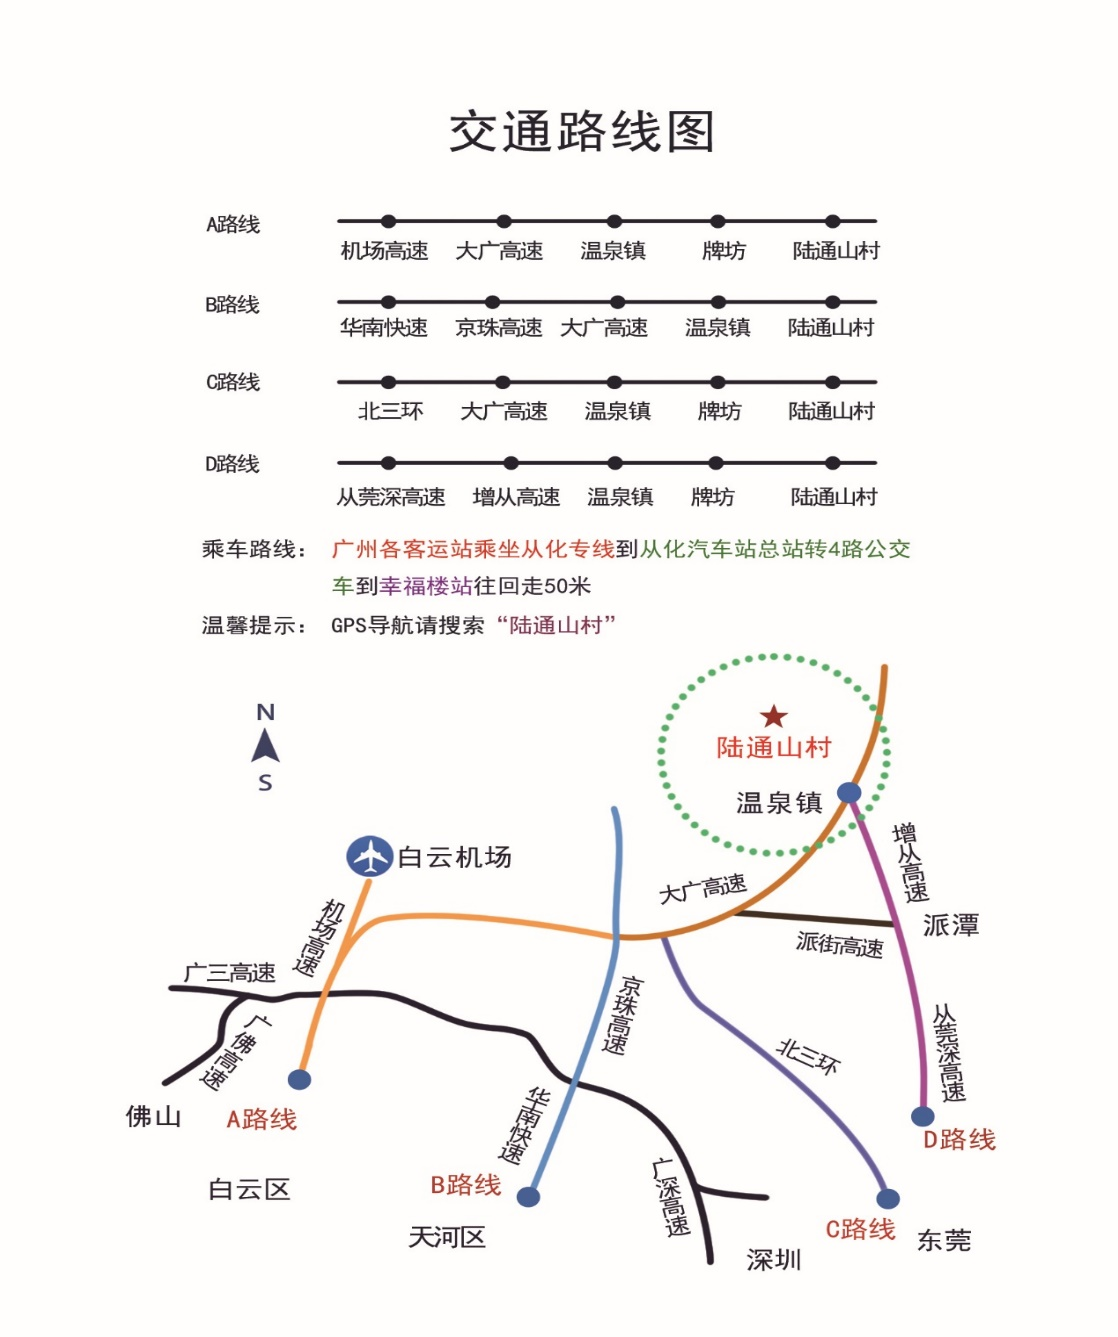 交通路线图
A路线
机场高速 大广高速 温泉镇 牌坊 陆通山村
B路线
华南快速 京珠高速 大广高速 温泉镇 陆通山村
C路线
北三环 大广高速 温泉镇 牌坊 陆通山村
D路线
从莞深高速 增从高速 温泉镇 牌坊 陆通山村
乘车路线： 广州各客运站乘坐从化专线到从化汽车站总站转4路公交
车到幸福楼站往回走50米
温馨提示： GPS导航请搜索“陆通山村”
N
S
陆通山村
温泉镇
白云机场
增从高速
大广高速
派潭
派街高速
机场高速
广三高速
京珠高速
广佛高速
北三环
从莞深高速
佛山
A路线
华南快速
D路线
白云区
B路线
广深高速
天河区
C路线
东莞
深圳